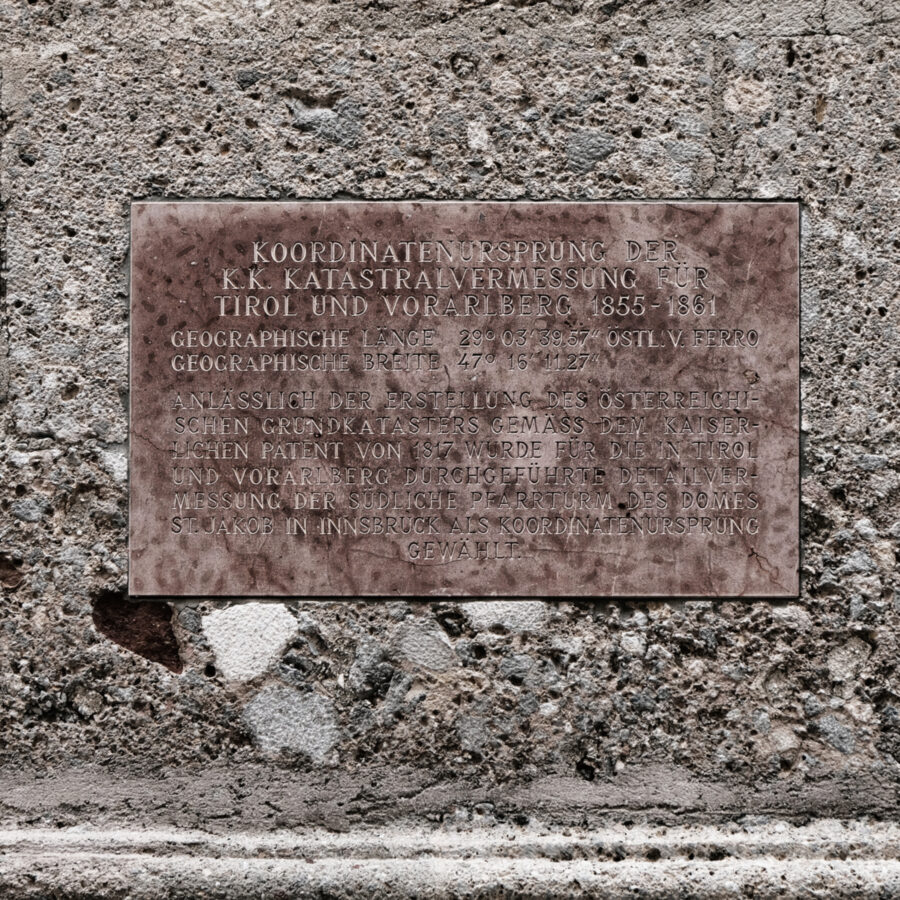 KOORDINATENURSPRUNG DER
K.K. KATASTRALVERMESSUNG FÜR
TIROL UND VORARLBERG 1855-1861
GEOGRAPHISCHE LÄNGE 29° 03' 39.57" ÖSTL. V. FERRO
GEOGRAPHISCHE BREITE 47° 16' 11.27"
ANLÄSSLICH DER ERSTELLUNG DES ÖSTERREICHI-
SCHEN GRUNDKATASTERS GEMÄSS DEM KAISER-
LICHEN PATENT VON 1817 WURDE FÜR DIE IN TIROL
UND VORARLBERG DURCHGEFÜHRTE DETAILVER-
MESSUNG DER SÜDLICHE PFARRTURM DES DOMES
ST. JAKOB IN INNSBRUCK ALS KOORDINATENURSPRUNG
GEWÄHLT.